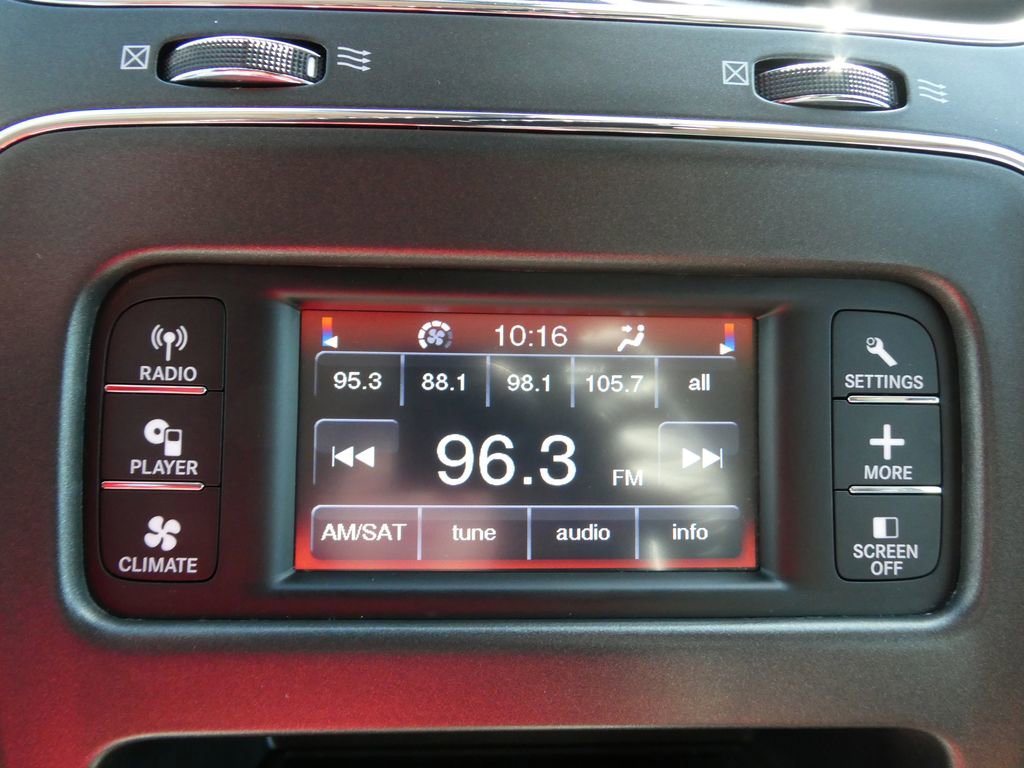 10:16
95.3 88.1 98.1 105.7 all
96.3 FM
AM/SAT tune audio info
RADIO
PLAYER
CLIMATE
SETTINGS
MORE
SCREEN
OFF